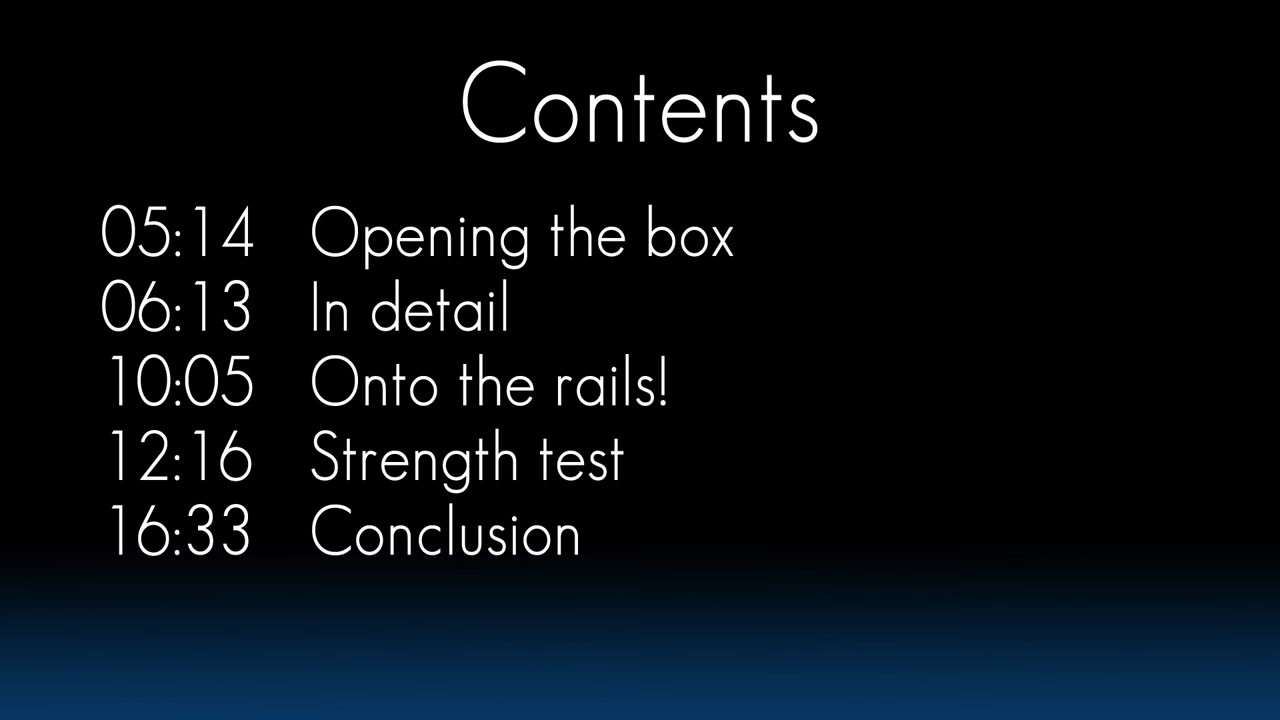 Contents
05:14 Opening the box
06:13 In detail
10:05 Onto the rails!
12:16 Strength test
16:33 Conclusion